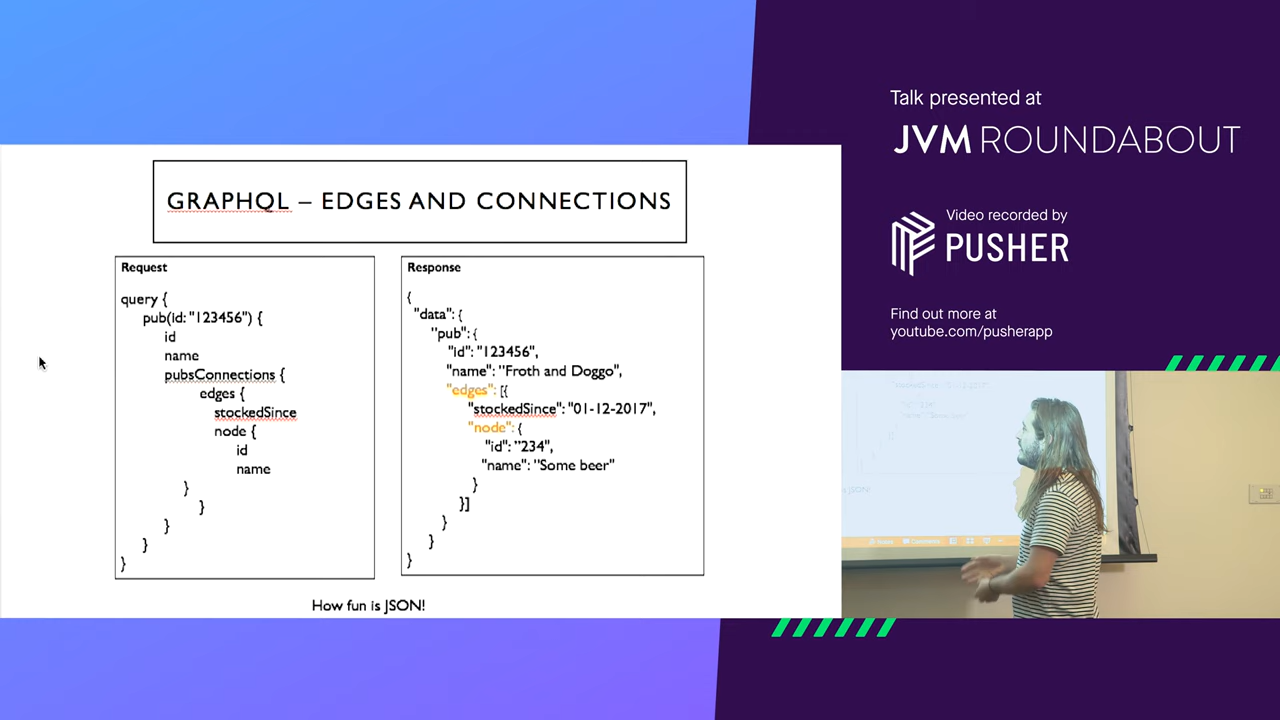 GRAPHQL – EDGES AND CONNECTIONS
Request
query {
pub(id: "123456") {
id
name
pubsConnections {
edges {
stockedSince
node {
id
name
}
}
}
}
}
Response
{
"data": {
"pub": {
"id": "123456",
"name": "Froth and Doggo",
"edges": [{
"stockedSince": "01-12-2017",
"node": {
"id": "234",
"name": "Some beer"
}
}]
}
}
}
How fun is JSON!
Talk presented at
JVM ROUNDABOUT
Video recorded by
PUSHER
Find out more at
youtube.com/pusherapp